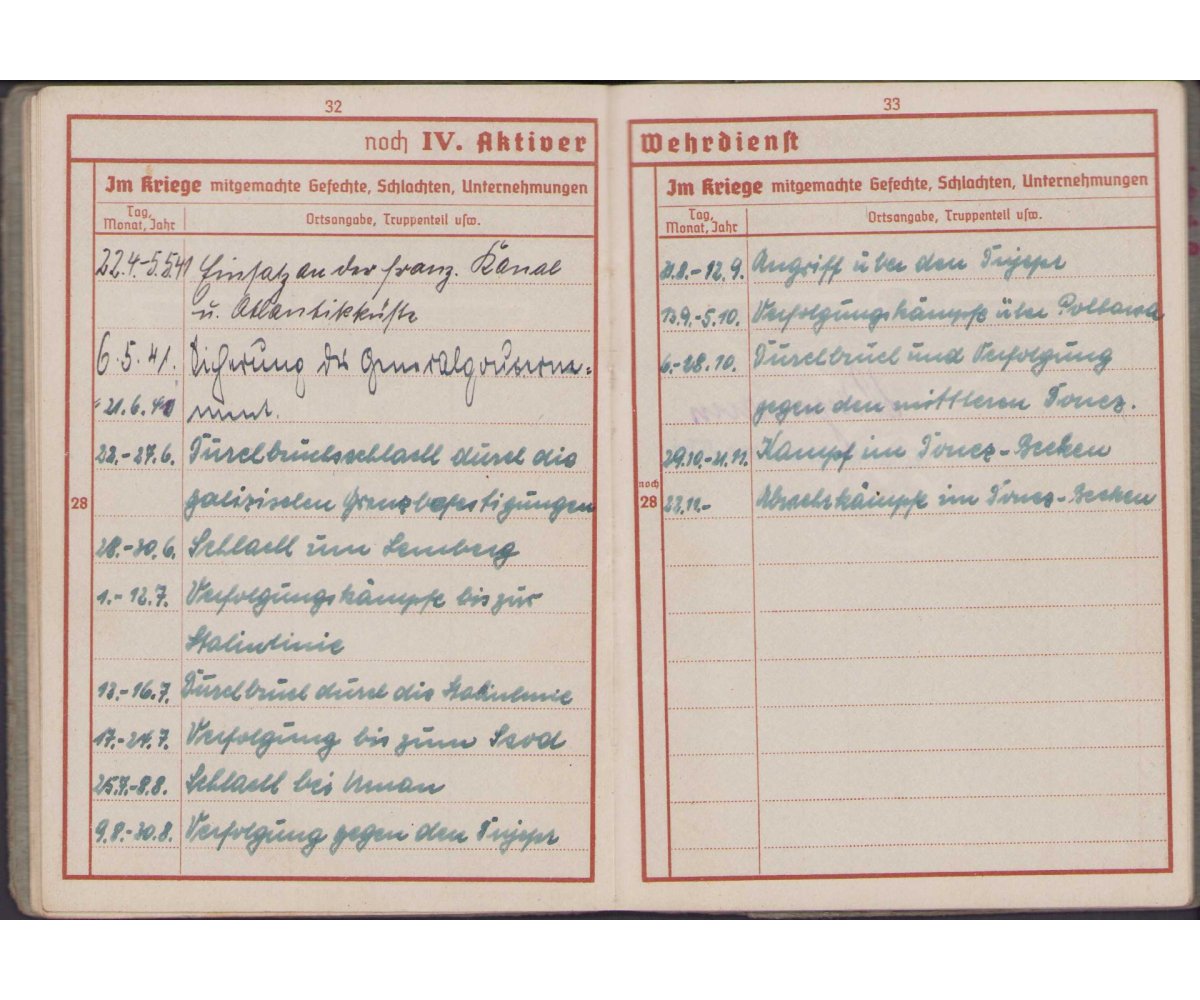 32
noch IV. Aktiver
Im Kriege mitgemachte Gefechte, Schlachten, Unternehmungen
Tag, Monat, Jahr
Ortsangabe, Truppenteil usw.
22.4.-5.5.41 Einsatz an der franz. Kanal
u. Atlantikküste
6.5.41. Sicherung des Generalgouverne-
-21.6.41 ment.
22.-27.6. Durchbruchsschlacht durch die
28 galizischen Grenzbefestigungen
28.-30.6. Schlacht um Lemberg
1.-12.7. Verfolgungskämpfe bis zur
Stalinlinie
13.-16.7. Durchbruch durch die Stalinlinie
17.-24.7. Verfolgung bis zum
25.7.-8.8. Schlacht bei Uman
9.8.-30.8. Verfolgung gegen den Dnjepr
33
Wehrdienst
Im Kriege mitgemachte Gefechte, Schlachten, Unternehmungen
Tag, Monat, Jahr
Ortsangabe, Truppenteil usw.
31.8.-12.9. Angriff über den Dnjepr
13.9.-5.10. Verfolgungskämpfe über Poltawa
6.-28.10. Durchbruch und Verfolgung
gegen den mittleren Donez.
29.10.-21.11. Kampf im Donez-Becken
noch 28 22.11.- Abwehrkämpfe im Donez-Becken